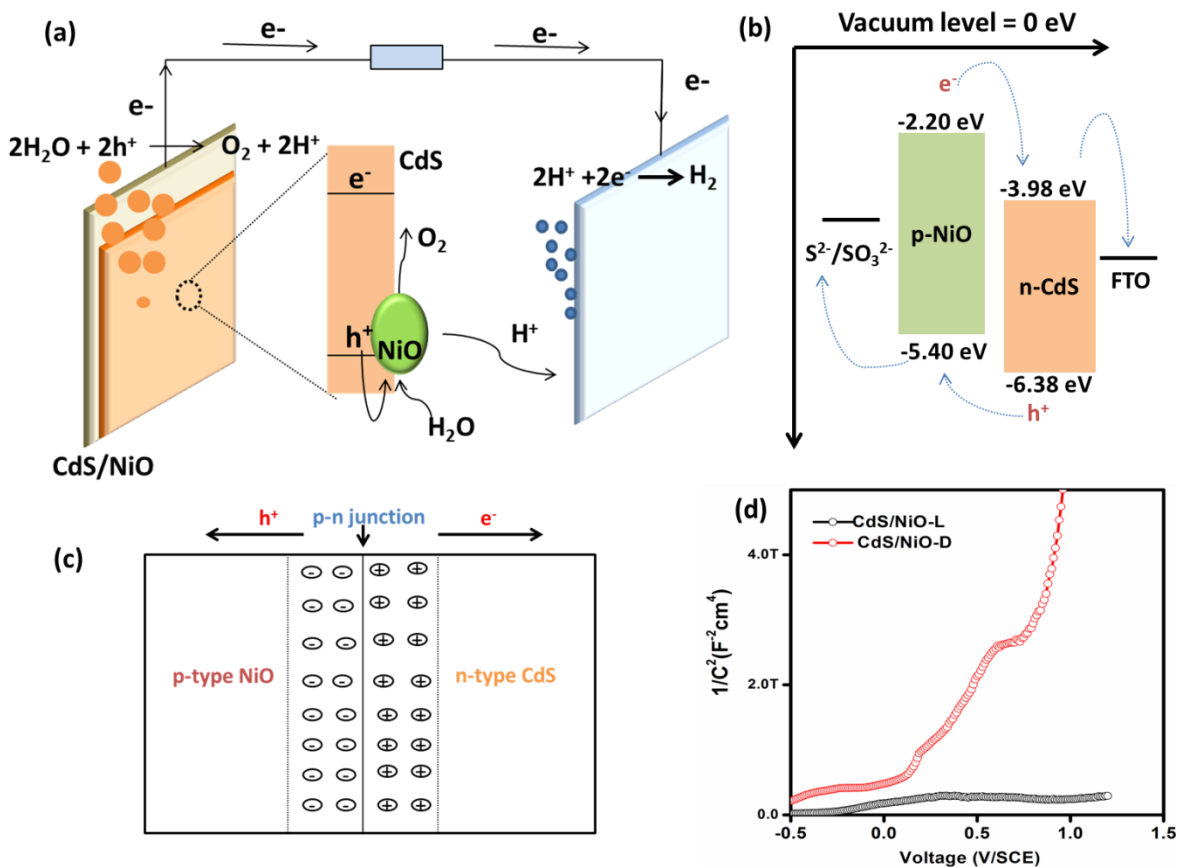 (a)
e-
e-
e-
e-
2H₂O + 2h⁺
O₂ + 2H⁺
CdS
e⁻
2H⁺ +2e⁻
H₂
O₂
h⁺
NiO
H⁺
H₂O
CdS/NiO
(b)
Vacuum level = 0 eV
e⁻
-2.20 eV
-3.98 eV
p-NiO
S²⁻/SO₃²⁻
n-CdS
FTO
-5.40 eV
-6.38 eV
h⁺
(c)
h⁺
p-n junction
e⁻
p-type NiO
n-type CdS
(d)
CdS/NiO-L
CdS/NiO-D
4.0T
2.0T
0.0
1/C²(F⁻²cm⁴)
-0.5
0.0
0.5
1.0
1.5
Voltage (V/SCE)